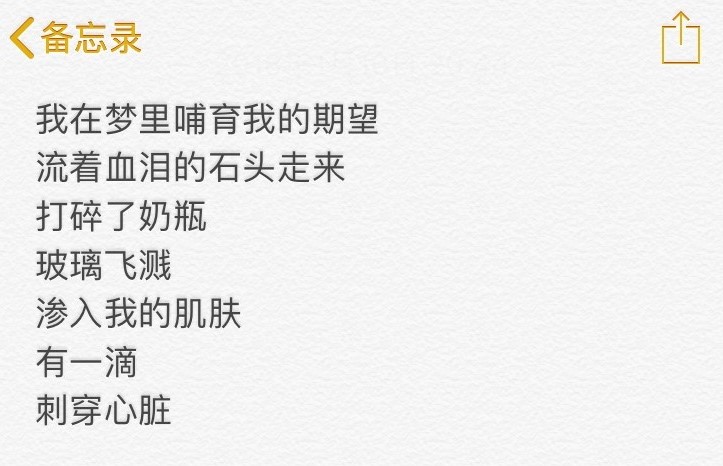 备忘录
我在梦里哺育我的期望
流着血泪的石头走来
打碎了奶瓶
玻璃飞溅
渗入我的肌肤
有一滴
刺穿心脏